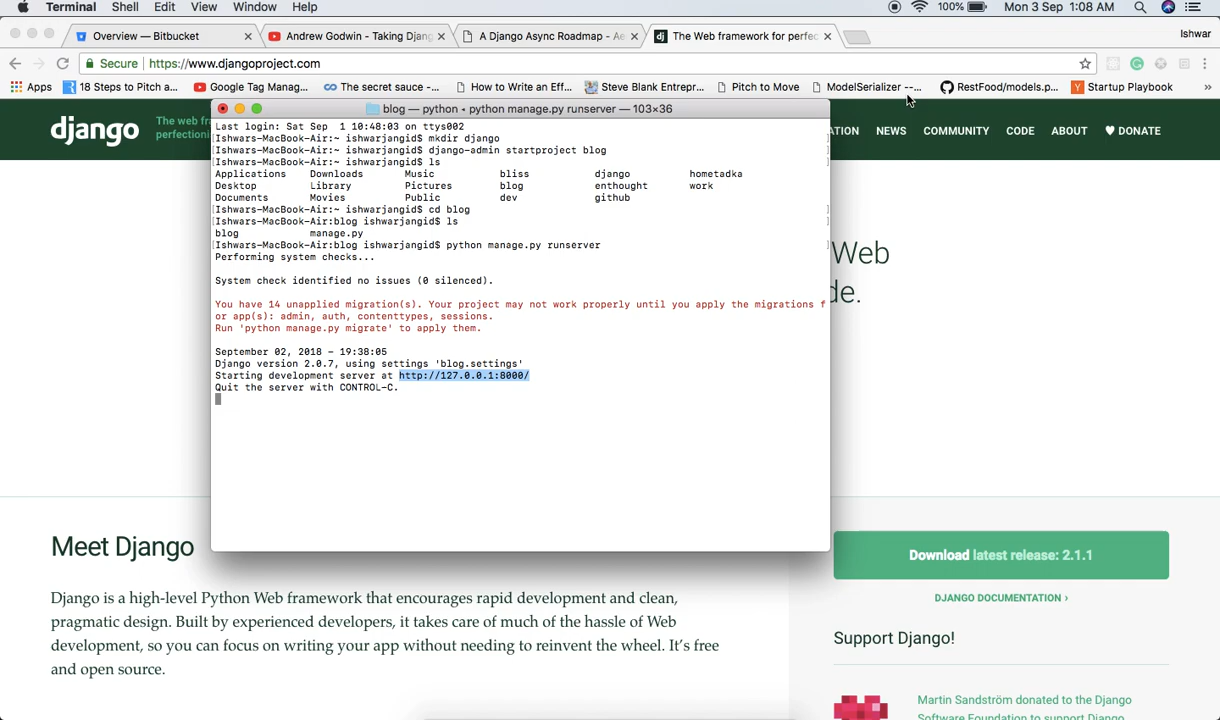 Terminal Shell Edit View Window Help 100% Mon 3 Sep 1:08 AM
Overview — Bitbucket Andrew Godwin - Taking Djang A Django Async Roadmap - Ae The Web framework for perfec Ishwar
Secure https://www.djangoproject.com
Apps 18 Steps to Pitch a... Google Tag Manag... The secret sauce -... How to Write an Eff... Steve Blank Entrepr... Pitch to Move ModelSerializer --... RestFood/models.p... Startup Playbook »
blog — python • python manage.py runserver — 103×36
django The web fr
perfectioni
ATION NEWS COMMUNITY CODE ABOUT DONATE
Last login: Sat Sep 1 10:48:03 on ttys002
[Ishwars-MacBook-Air:~ ishwarjangid$ mkdir django ]
[Ishwars-MacBook-Air:~ ishwarjangid$ django-admin startproject blog ]
[Ishwars-MacBook-Air:~ ishwarjangid$ ls ]
Applications Downloads Music bliss django hometadka
Desktop Library Pictures blog enthought work
Documents Movies Public dev github
[Ishwars-MacBook-Air:~ ishwarjangid$ cd blog ]
[Ishwars-MacBook-Air:blog ishwarjangid$ ls ]
blog manage.py
[Ishwars-MacBook-Air:blog ishwarjangid$ python manage.py runserver ]
Performing system checks...
System check identified no issues (0 silenced).
You have 14 unapplied migration(s). Your project may not work properly until you apply the migrations f
or app(s): admin, auth, contenttypes, sessions.
Run 'python manage.py migrate' to apply them.
September 02, 2018 - 19:38:05
Django version 2.0.7, using settings 'blog.settings'
Starting development server at http://127.0.0.1:8000/
Quit the server with CONTROL-C.
Web
de.
Meet Django
Django is a high-level Python Web framework that encourages rapid development and clean,
pragmatic design. Built by experienced developers, it takes care of much of the hassle of Web
development, so you can focus on writing your app without needing to reinvent the wheel. It's free
and open source.
Download latest release: 2.1.1
DJANGO DOCUMENTATION ›
Support Django!
Martin Sandström donated to the Django
Software Foundation to support Django